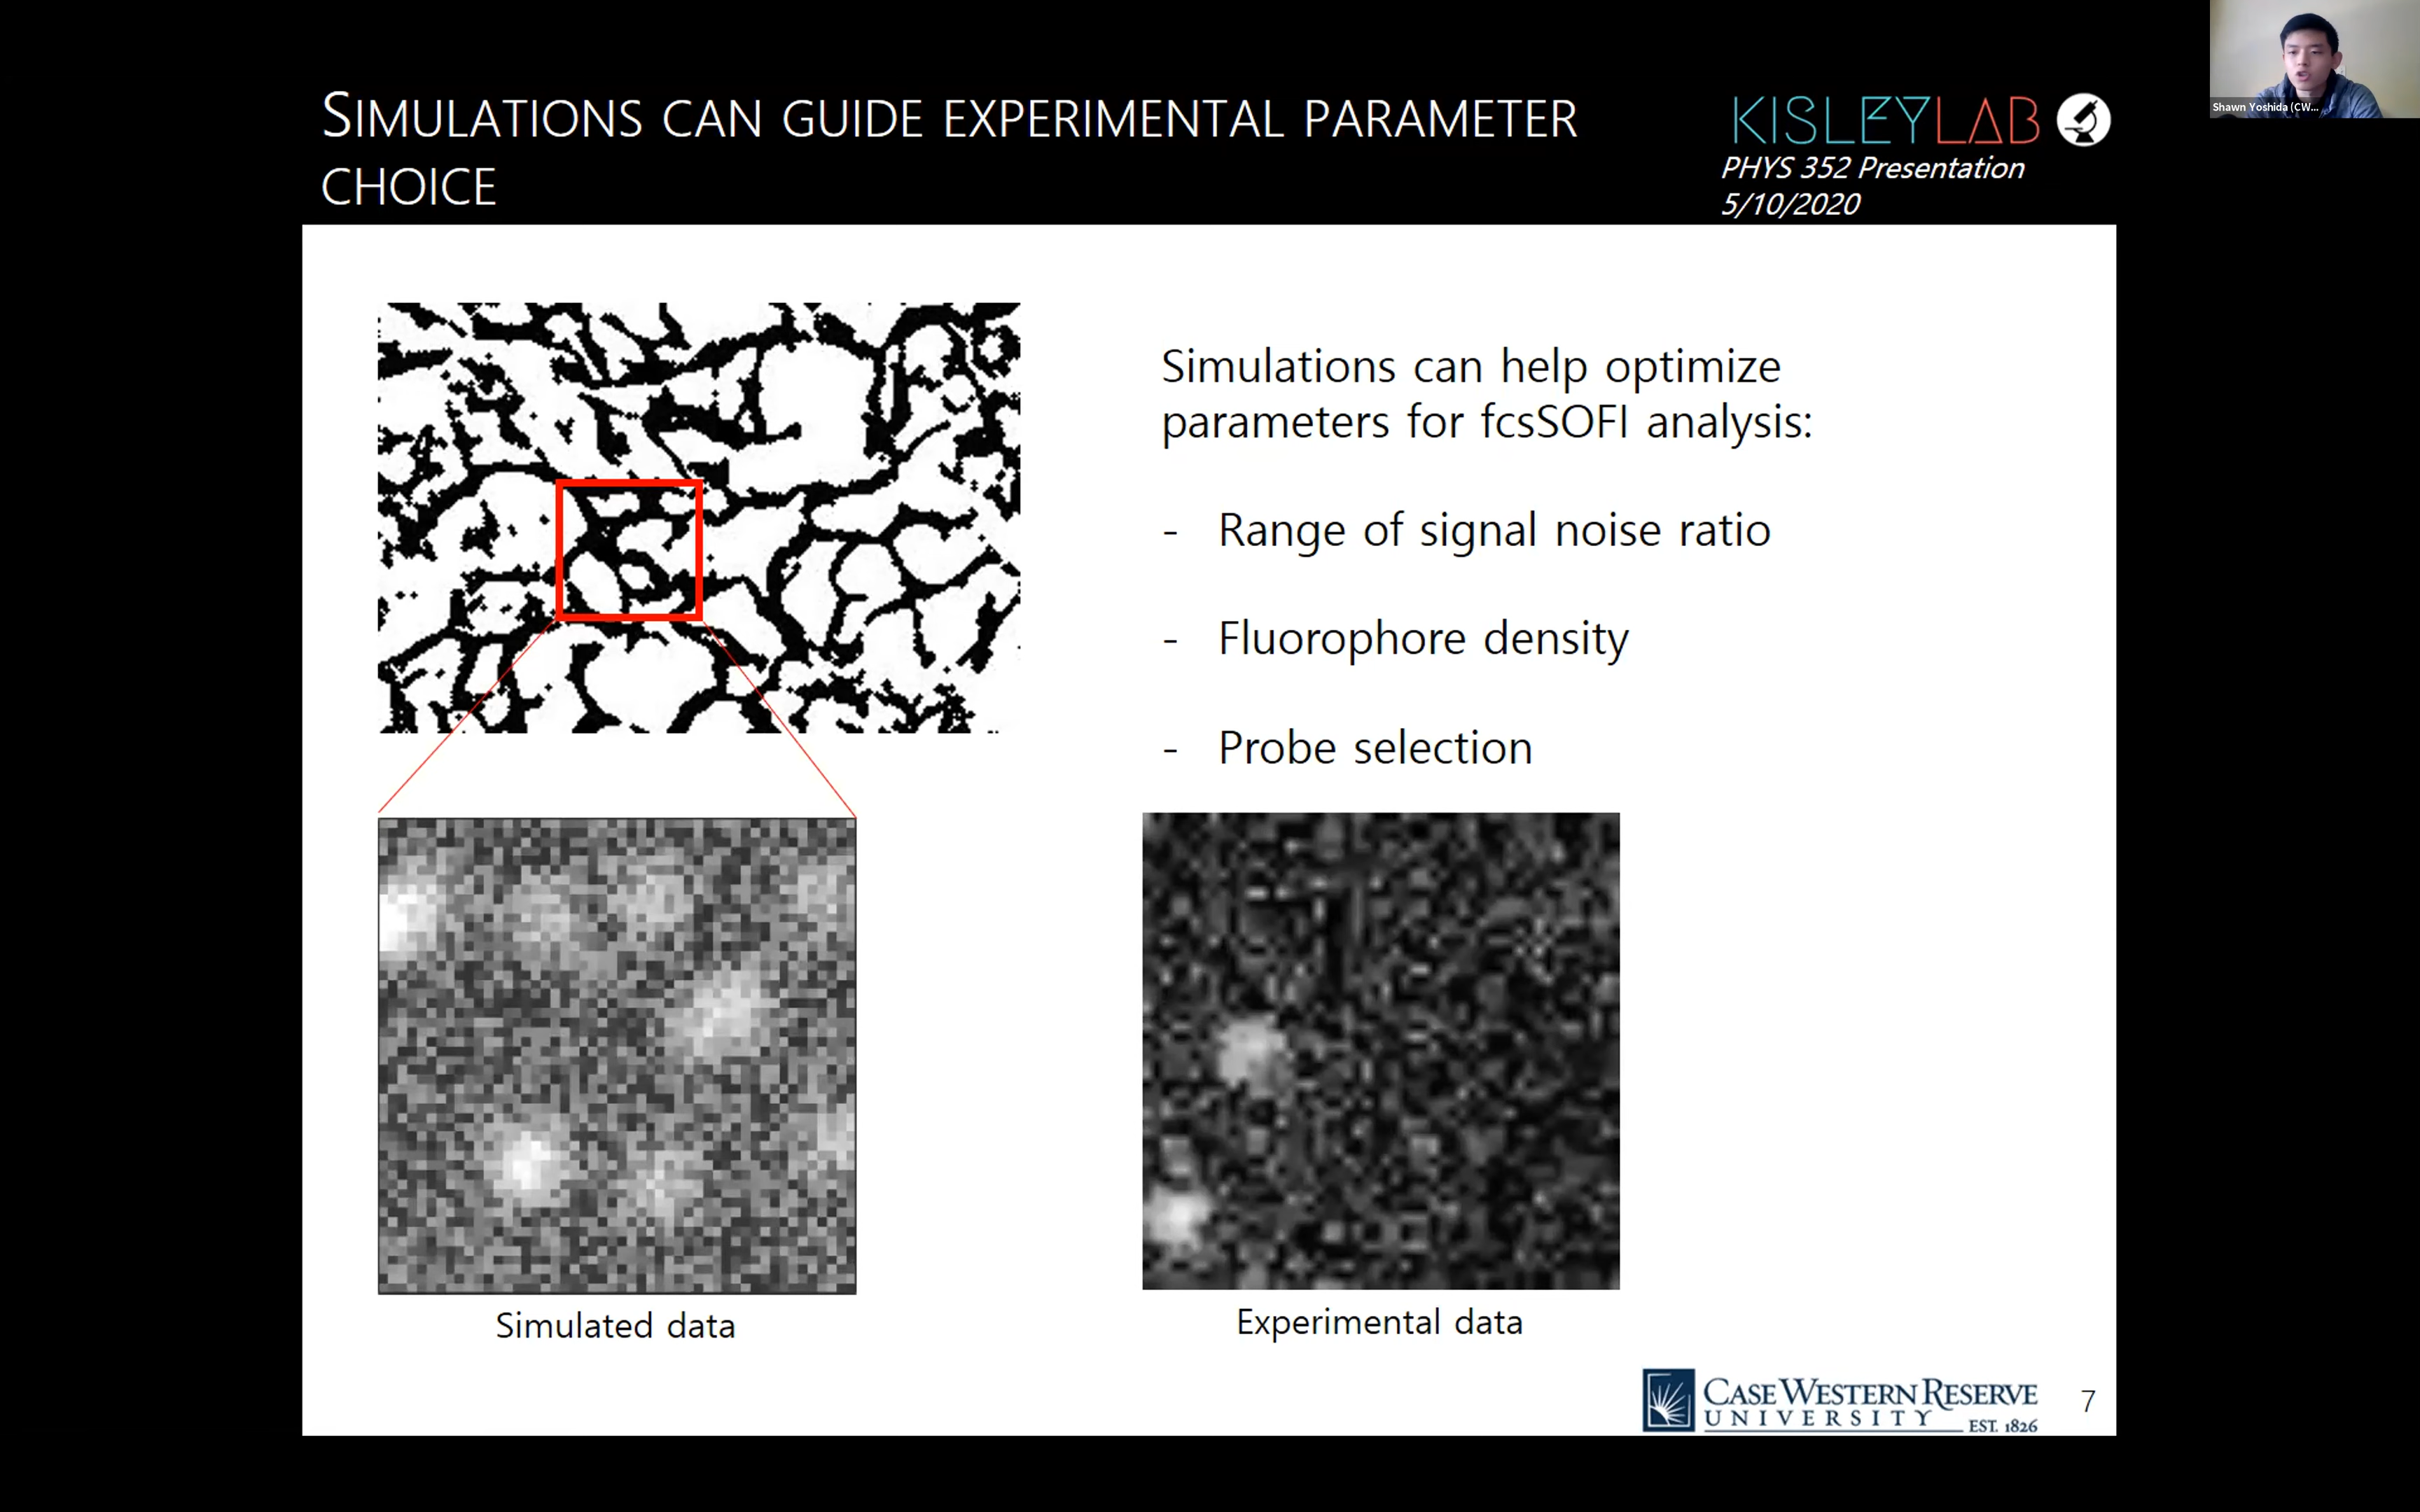 SIMULATIONS CAN GUIDE EXPERIMENTAL PARAMETER
CHOICE
KISLEYLAB
PHYS 352 Presentation
5/10/2020
Shawn Yoshida (CW...
Simulations can help optimize
parameters for fcsSOFI analysis:
- Range of signal noise ratio
- Fluorophore density
- Probe selection
Simulated data
Experimental data
CASE WESTERN RESERVE
UNIVERSITY
EST. 1826
7